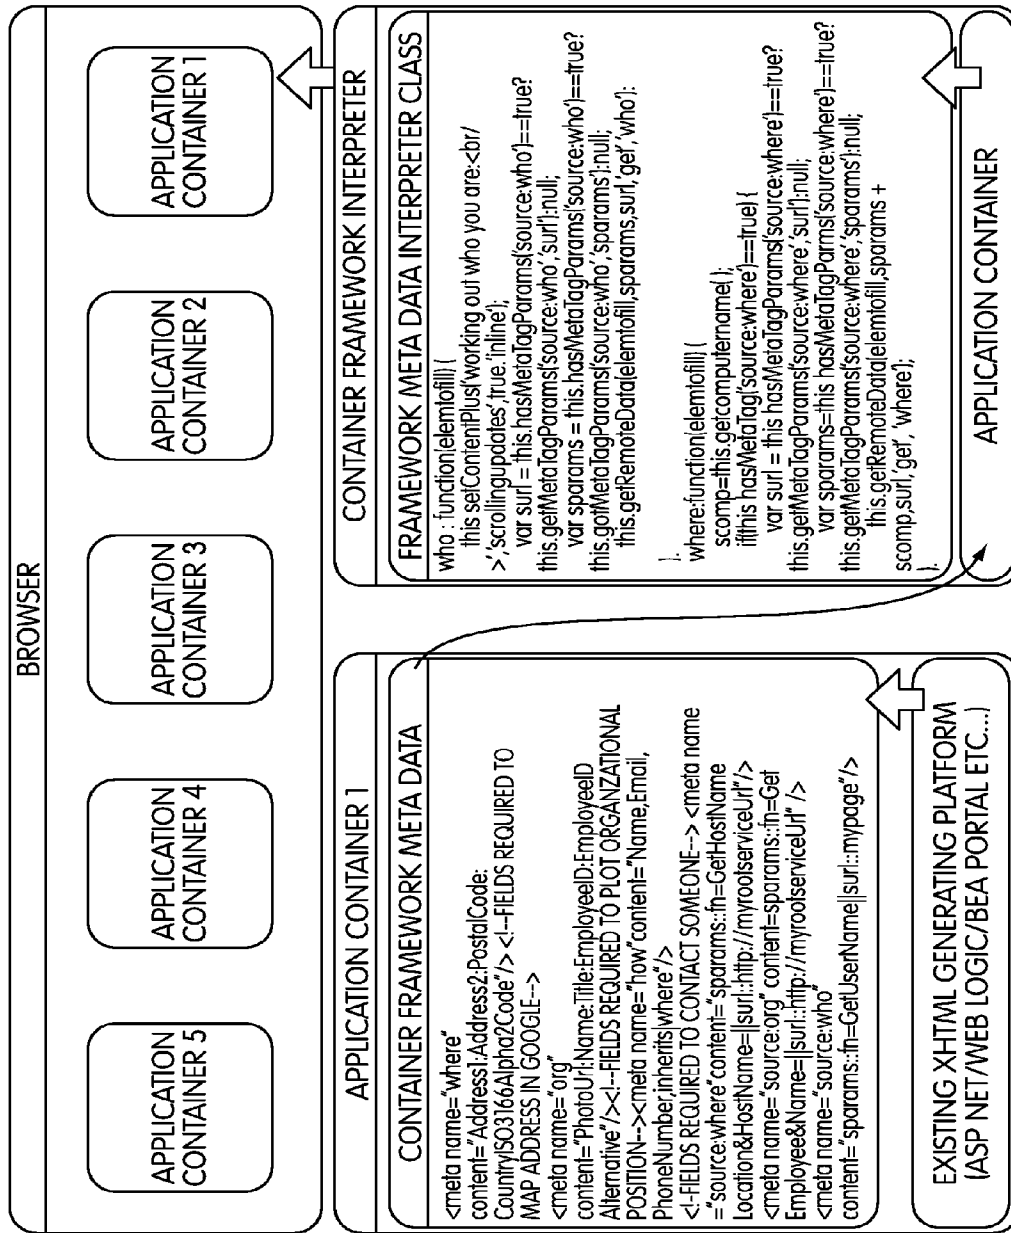 BROWSER
APPLICATION
CONTAINER 5
APPLICATION
CONTAINER 4
APPLICATION
CONTAINER 3
APPLICATION
CONTAINER 2
APPLICATION
CONTAINER 1
APPLICATION CONTAINER 1
CONTAINER FRAMEWORK META DATA
<meta name="where"
content="Address1:Address2:PostalCode:
CountryISO3166Alpha2Code"/> <!--FIELDS REQUIRED TO
MAP ADDRESS IN GOOGLE-->
<meta name="org"
content="PhotoUrl:Name:Title:EmployeeID:EmployeeID
Alternative"/><!--FIELDS REQUIRED TO PLOT ORGANZATIONAL
POSITION--><meta name="how"content="Name,Email,
PhoneNumber,inherits|where"/>
<!-FIELDS REQUIRED TO CONTACT SOMEONE--> <meta name
="source:where"content="sparams::fn=GetHostName
Location&HostName=||surl::http://myrootserviceUrl"/>
<meta name="source:org" content=sparams::fn=Get
Employee&Name=||surl::http://myrootserviceUrl" />
<meta name="source:who"
content="sparams::fn=GetUserName||surl::mypage"/>
EXISTING XHTML GENERATING PLATFORM
(ASP NET/WEB LOGIC/BEA PORTAL ETC...)
CONTAINER FRAMEWORK INTERPRETER
FRAMEWORK META DATA INTERPRETER CLASS
who : function(elemtofill) {
this setContentPlus('working out who you are:<br/
>','scrollingupdates',true.'inline');
var surl = this.hasMetaTagParams('source:who')==true?
this.getMetaTagParams('source:who','surl'):null;
var sparams = this.hasMetaTagParams('source:who')==true?
this.gotMetaTagParams('source:who','sparams'):null;
this.getRemoteData(elemtofill,sparams,surl,'get','who'):
}.
where:function(elemtofill) {
scomp=this.getcomputername( );
if(this hasMetaTag('source:where')==true) {
var surl = this hasMetaTagParams('source:where')==true?
this.getMetaTagParams('source:where','surl'):null;
var sparams=this hasMetaTagParms('source:where')==true?
this.getMetaTagParams('source:where','sparams'):null;
this.getRemoteData(elemtofill,sparams +
scomp,surl,'get', 'where');
}.
APPLICATION CONTAINER